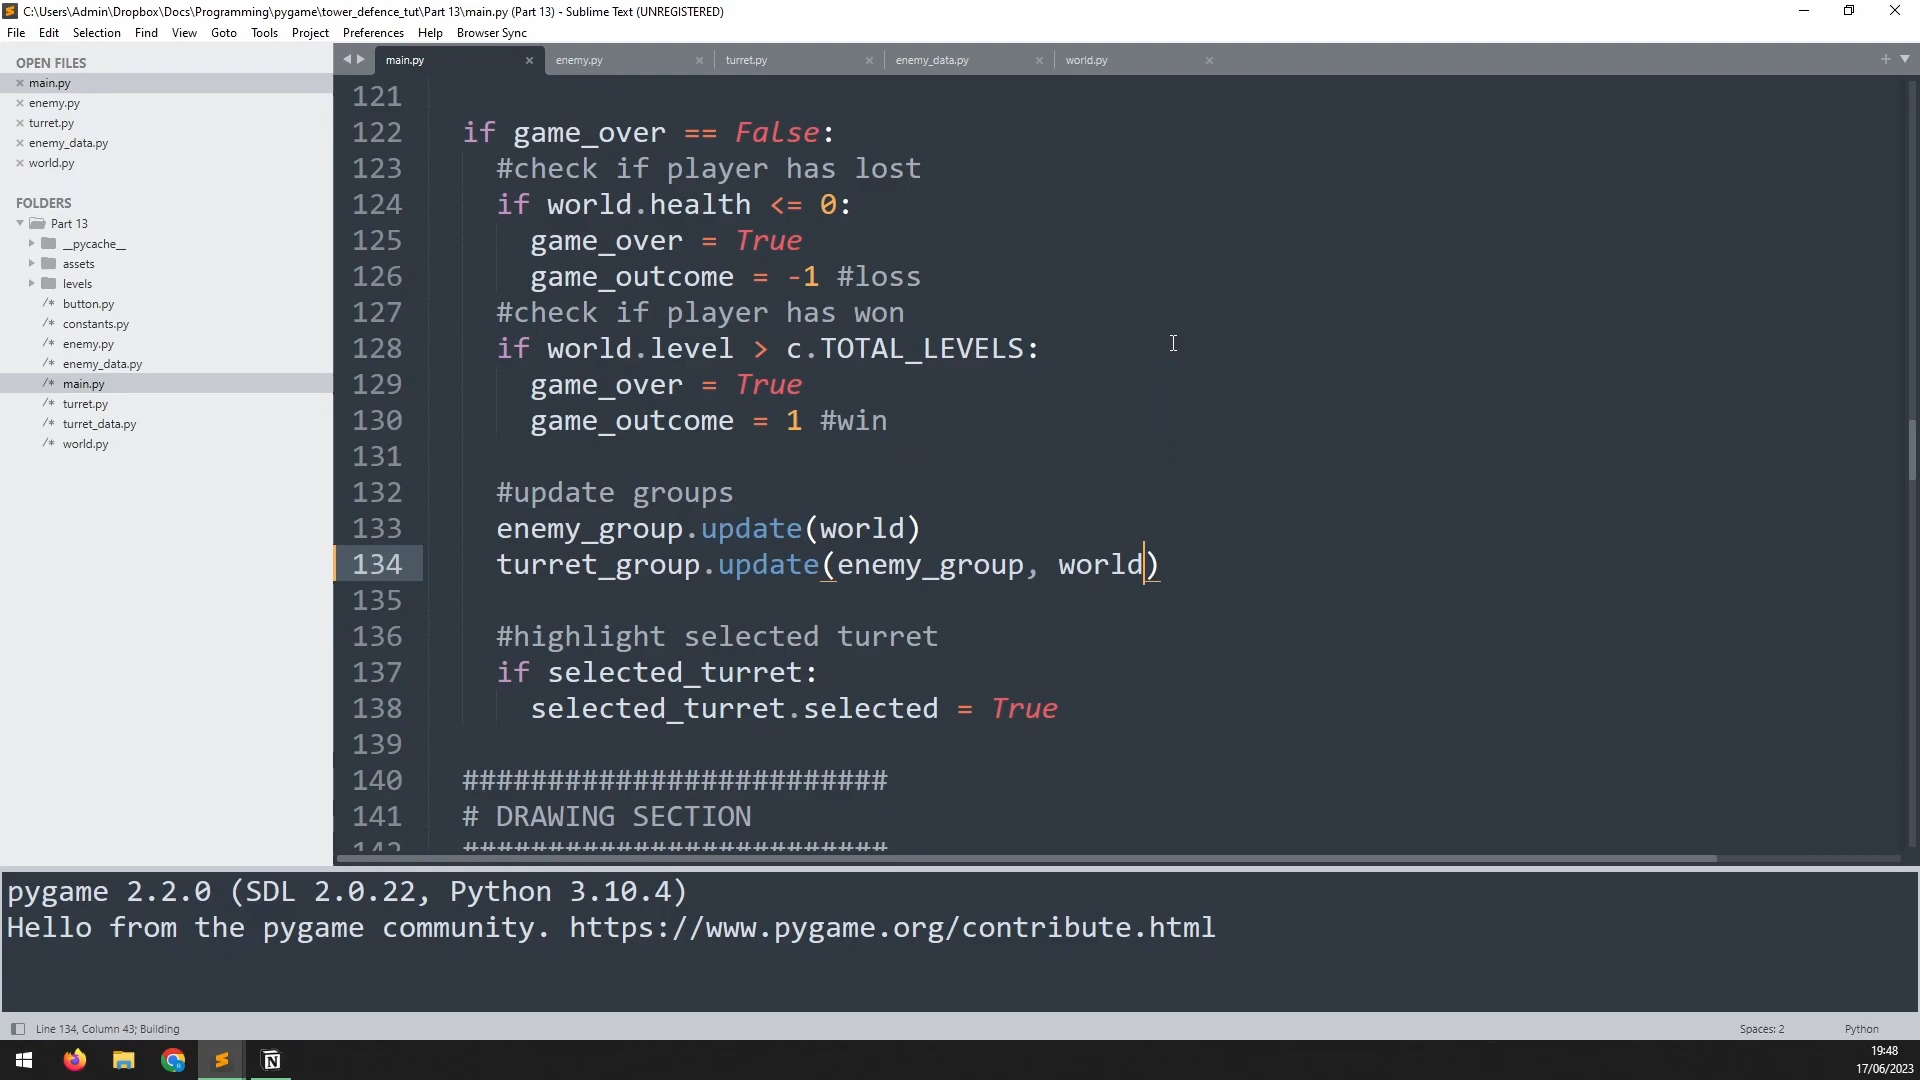 C:\Users\Admin\Dropbox\Docs\Programming\pygame\tower_defence_tut\Part 13\main.py (Part 13) - Sublime Text (UNREGISTERED)
File Edit Selection Find View Goto Tools Project Preferences Help Browser Sync
OPEN FILES
main.py
enemy.py
turret.py
enemy_data.py
world.py
FOLDERS
Part 13
__pycache__
assets
levels
button.py
constants.py
enemy.py
enemy_data.py
main.py
turret.py
turret_data.py
world.py
main.py enemy.py turret.py enemy_data.py world.py
121
122 if game_over == False:
123 #check if player has lost
124 if world.health <= 0:
125 game_over = True
126 game_outcome = -1 #loss
127 #check if player has won
128 if world.level > c.TOTAL_LEVELS:
129 game_over = True
130 game_outcome = 1 #win
131
132 #update groups
133 enemy_group.update(world)
134 turret_group.update(enemy_group, world)
135
136 #highlight selected turret
137 if selected_turret:
138 selected_turret.selected = True
139
140 #########################
141 # DRAWING SECTION
142 #########################
pygame 2.2.0 (SDL 2.0.22, Python 3.10.4)
Hello from the pygame community. https://www.pygame.org/contribute.html
Line 134, Column 43; Building Spaces: 2 Python
19:48
17/06/2023